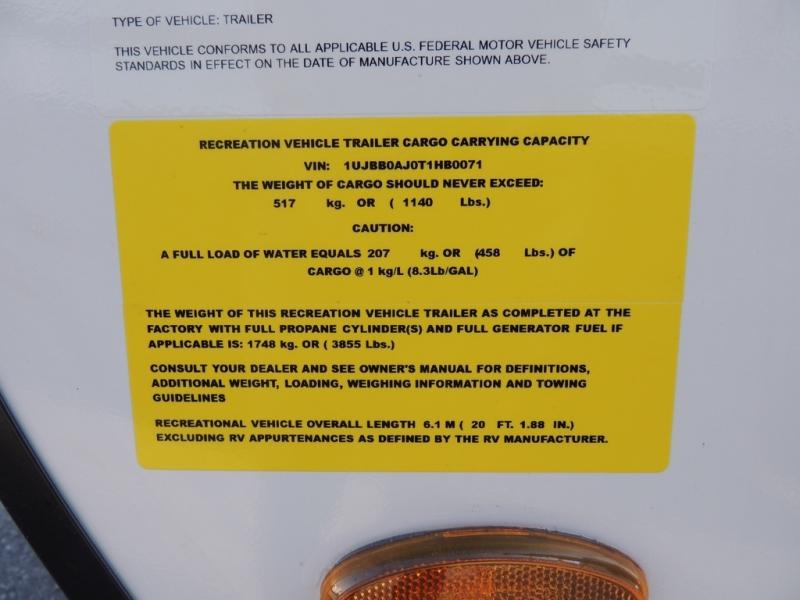 TYPE OF VEHICLE: TRAILER
THIS VEHICLE CONFORMS TO ALL APPLICABLE U.S. FEDERAL MOTOR VEHICLE SAFETY
STANDARDS IN EFFECT ON THE DATE OF MANUFACTURE SHOWN ABOVE.
RECREATION VEHICLE TRAILER CARGO CARRYING CAPACITY
VIN: 1UJBB0AJ0T1HB0071
THE WEIGHT OF CARGO SHOULD NEVER EXCEED:
517 kg. OR ( 1140 Lbs.)
CAUTION:
A FULL LOAD OF WATER EQUALS 207 kg. OR (458 Lbs.) OF
CARGO @ 1 kg/L (8.3Lb/GAL)
THE WEIGHT OF THIS RECREATION VEHICLE TRAILER AS COMPLETED AT THE
FACTORY WITH FULL PROPANE CYLINDER(S) AND FULL GENERATOR FUEL IF
APPLICABLE IS: 1748 kg. OR ( 3855 Lbs.)
CONSULT YOUR DEALER AND SEE OWNER'S MANUAL FOR DEFINITIONS,
ADDITIONAL WEIGHT, LOADING, WEIGHING INFORMATION AND TOWING
GUIDELINES
RECREATIONAL VEHICLE OVERALL LENGTH 6.1 M ( 20 FT. 1.88 IN.)
EXCLUDING RV APPURTENANCES AS DEFINED BY THE RV MANUFACTURER.